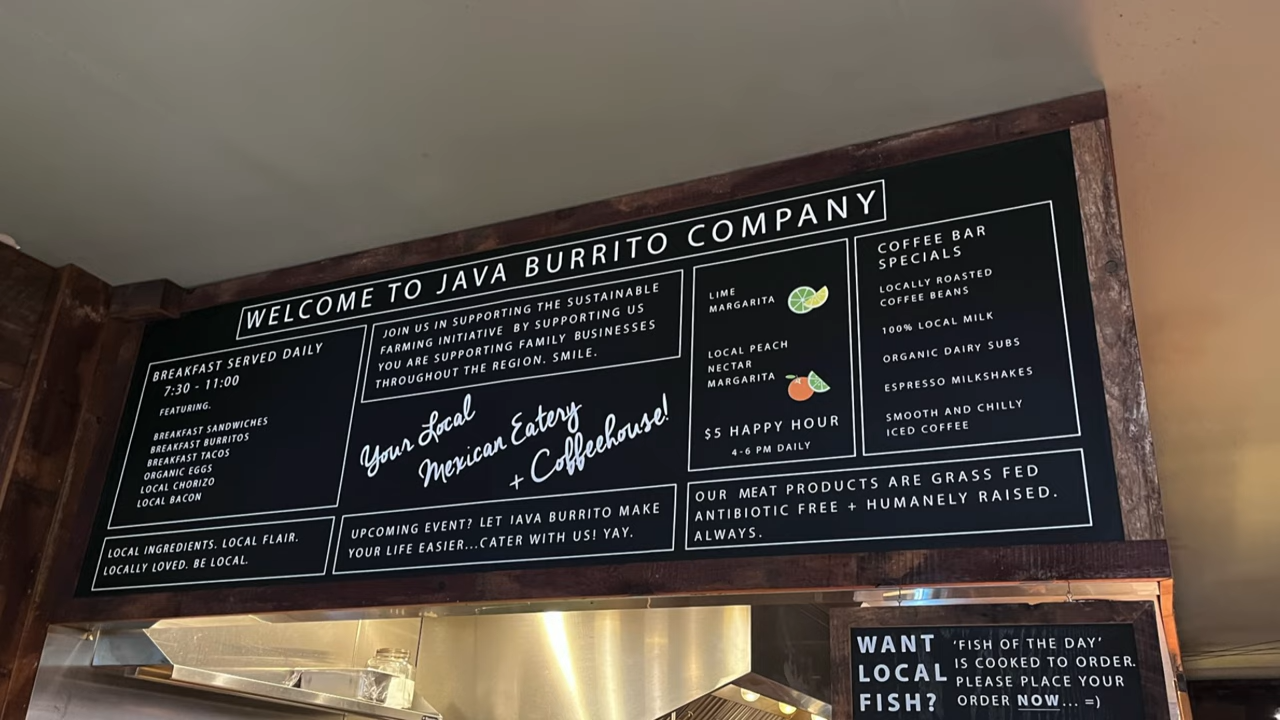 WELCOME TO JAVA BURRITO COMPANY
BREAKFAST SERVED DAILY
7:30 - 11:00
FEATURING.
BREAKFAST SANDWICHES
BREAKFAST BURRITOS
BREAKFAST TACOS
ORGANIC EGGS
LOCAL CHORIZO
LOCAL BACON
LOCAL INGREDIENTS. LOCAL FLAIR.
LOCALLY LOVED. BE LOCAL.
JOIN US IN SUPPORTING THE SUSTAINABLE
FARMING INITIATIVE BY SUPPORTING US
YOU ARE SUPPORTING FAMILY BUSINESSES
THROUGHOUT THE REGION. SMILE.
Your Local
Mexican Eatery
+ Coffeehouse!
UPCOMING EVENT? LET JAVA BURRITO MAKE
YOUR LIFE EASIER...CATER WITH US! YAY.
LIME
MARGARITA
LOCAL PEACH
NECTAR
MARGARITA
$5 HAPPY HOUR
4-6 PM DAILY
COFFEE BAR
SPECIALS
LOCALLY ROASTED
COFFEE BEANS
100% LOCAL MILK
ORGANIC DAIRY SUBS
ESPRESSO MILKSHAKES
SMOOTH AND CHILLY
ICED COFFEE
OUR MEAT PRODUCTS ARE GRASS FED
ANTIBIOTIC FREE + HUMANELY RAISED.
ALWAYS.
WANT
LOCAL
FISH?
'FISH OF THE DAY'
IS COOKED TO ORDER.
PLEASE PLACE YOUR
ORDER NOW... =)